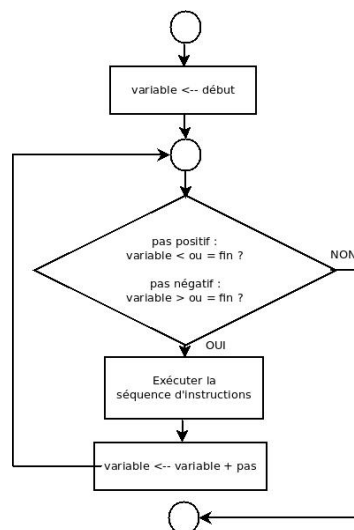 variable <-- début
pas positif :
variable < ou = fin ?
pas négatif :
variable > ou = fin ?
NON
OUI
Exécuter la
séquence d'instructions
variable <-- variable + pas